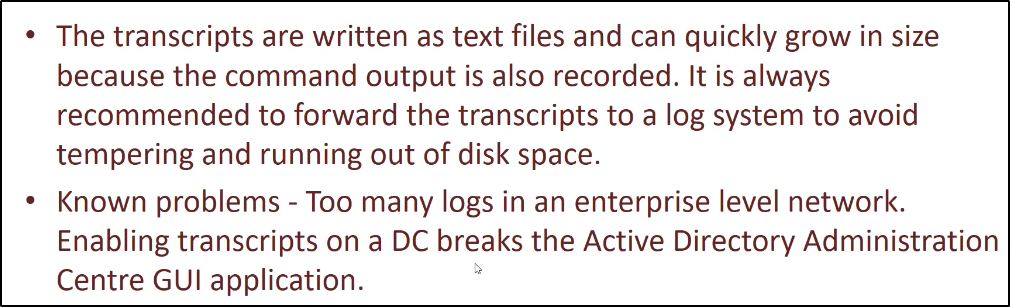 • The transcripts are written as text files and can quickly grow in size
because the command output is also recorded. It is always
recommended to forward the transcripts to a log system to avoid
tempering and running out of disk space.
• Known problems - Too many logs in an enterprise level network.
Enabling transcripts on a DC breaks the Active Directory Administration
Centre GUI application.